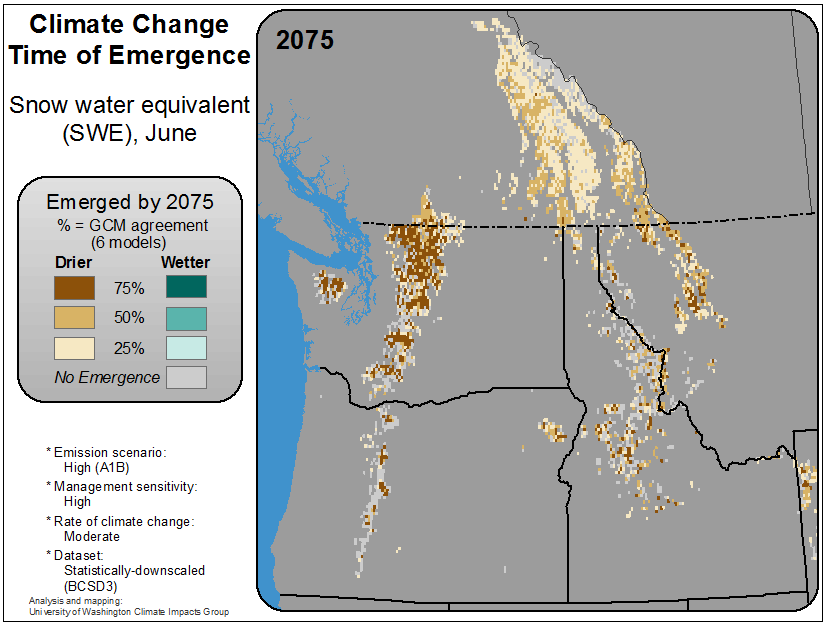 Climate Change
Time of Emergence
Snow water equivalent
(SWE), June
2075
Emerged by 2075
% = GCM agreement
(6 models)
Drier Wetter
75%
50%
25%
No Emergence
* Emission scenario:
High (A1B)
* Management sensitivity:
High
* Rate of climate change:
Moderate
* Dataset:
Statistically-downscaled
(BCSD3)
Analysis and mapping:
University of Washington Climate Impacts Group